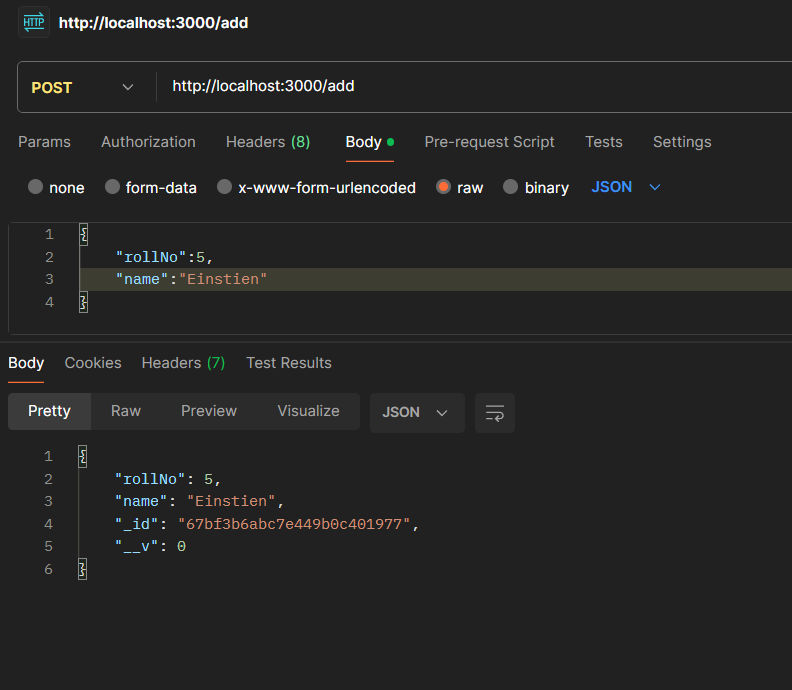 HTTP http://localhost:3000/add
POST http://localhost:3000/add
Params Authorization Headers (8) Body Pre-request Script Tests Settings
none form-data x-www-form-urlencoded raw binary JSON
1 {
2 "rollNo":5,
3 "name":"Einstien"
4 }
Body Cookies Headers (7) Test Results
Pretty Raw Preview Visualize JSON
1 {
2 "rollNo": 5,
3 "name": "Einstien",
4 "_id": "67bf3b6abc7e449b0c401977",
5 "__v": 0
6 }